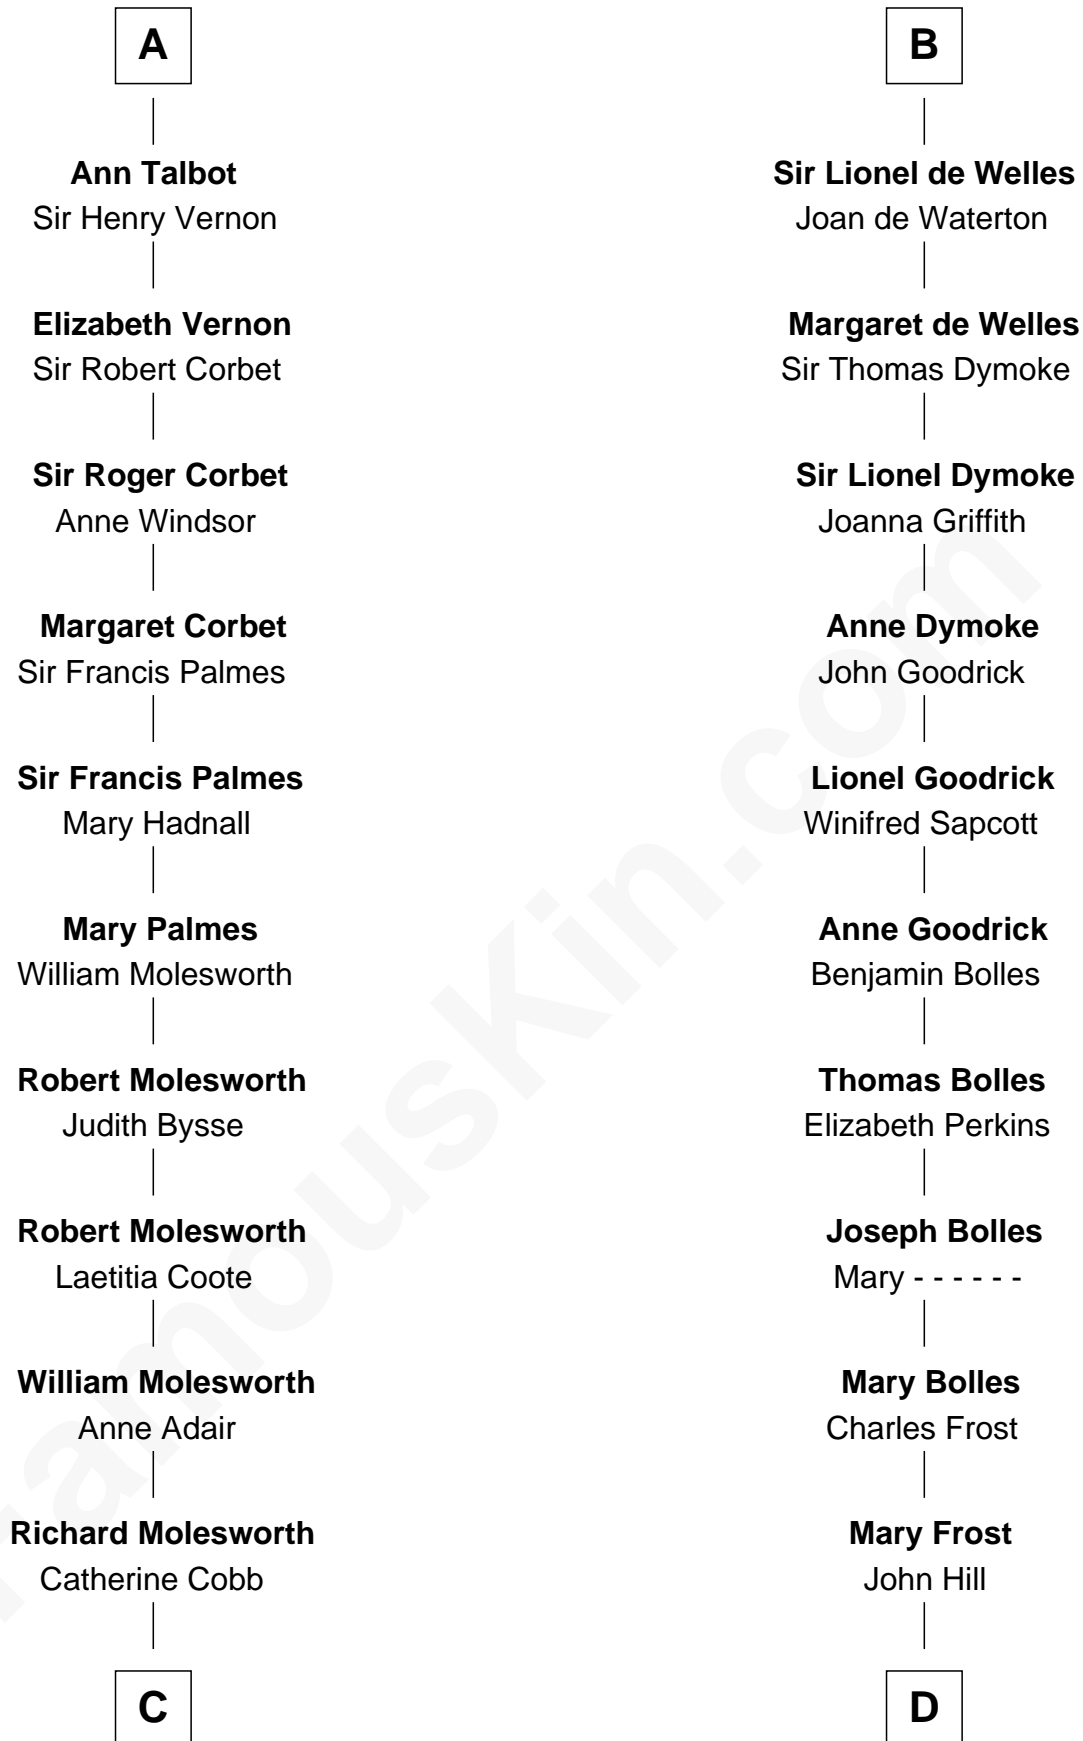 A
Ann Talbot
Sir Henry Vernon
Elizabeth Vernon
Sir Robert Corbet
Sir Roger Corbet
Anne Windsor
Margaret Corbet
Sir Francis Palmes
Sir Francis Palmes
Mary Hadnall
Mary Palmes
William Molesworth
Robert Molesworth
Judith Bysse
Robert Molesworth
Laetitia Coote
William Molesworth
Anne Adair
Richard Molesworth
Catherine Cobb
C
B
Sir Lionel de Welles
Joan de Waterton
Margaret de Welles
Sir Thomas Dymoke
Sir Lionel Dymoke
Joanna Griffith
Anne Dymoke
John Goodrick
Lionel Goodrick
Winifred Sapcott
Anne Goodrick
Benjamin Bolles
Thomas Bolles
Elizabeth Perkins
Joseph Bolles
Mary - - - - - -
Mary Bolles
Charles Frost
Mary Frost
John Hill
D
FamousKin.com